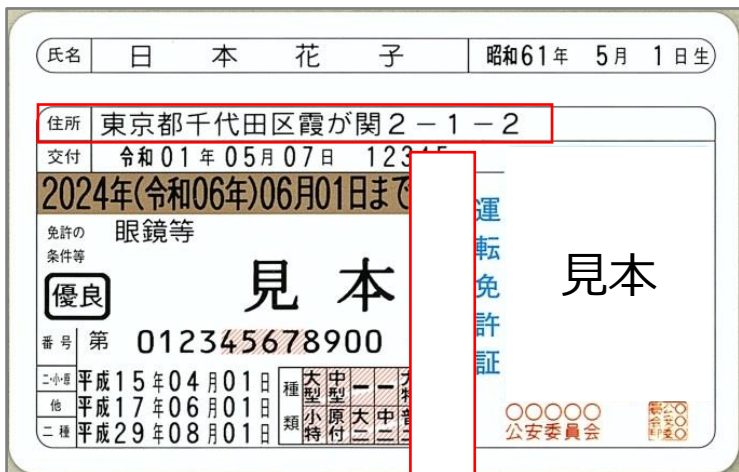 氏名 日本花子 昭和61年 5月 1日生
住所 東京都千代田区霞が関2-1-2
交付 令和01年05月07日 12345
2024年(令和06年)06月01日まで
免許の条件等 眼鏡等
見本
優良
番号 第 012345678900 号
二・小・原 平成15年04月01日
他 平成17年06月01日
二種 平成29年08月01日
種類 大型 中型 ー ー
小特 原付 大二 中二
運転免許証
見本
○○○○○
公安委員会